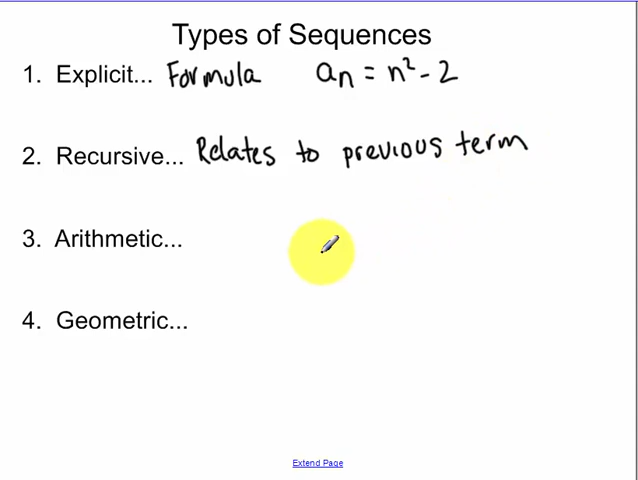 Types of Sequences
1. Explicit... Formula aₙ = n² - 2
2. Recursive... Relates to previous term
3. Arithmetic...
4. Geometric...
Extend Page